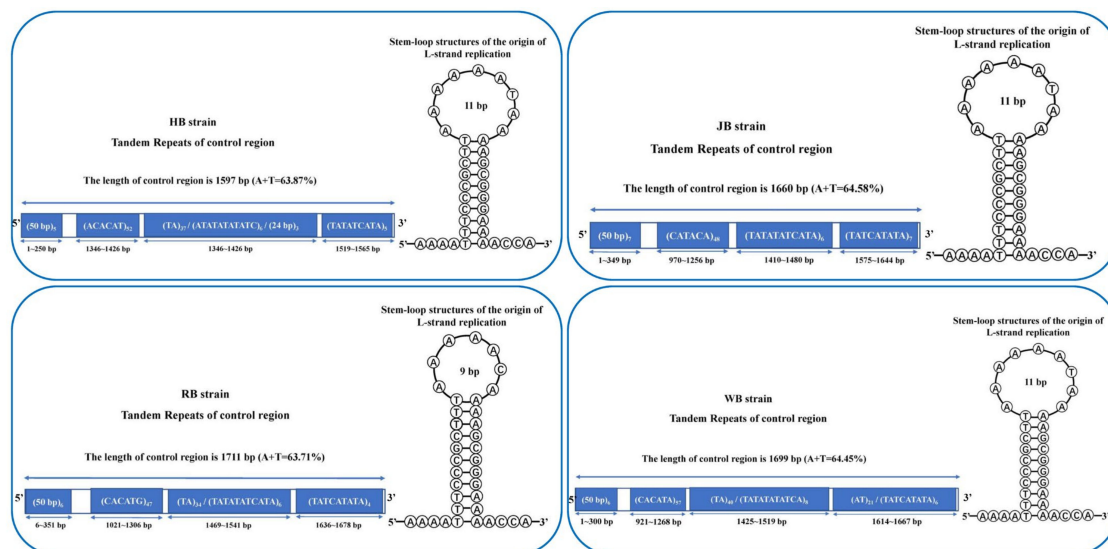 Stem-loop structures of the origin of
L-strand replication
11 bp
HB strain
Tandem Repeats of control region
The length of control region is 1597 bp (A+T=63.87%)
5' (50 bp)5 (ACACAT)52 (TA)37 / (ATATATATATC)6 / (24 bp)3 (TATATCATA)5 3'
1~250 bp 1346~1426 bp 1346~1426 bp 1519~1565 bp
5'-AAAAT AACCA-3'
Stem-loop structures of the origin of
L-strand replication
11 bp
JB strain
Tandem Repeats of control region
The length of control region is 1660 bp (A+T=64.58%)
5' (50 bp)7 (CATACA)48 (TATATATCATA)6 (TATCATATA)7 3'
1~349 bp 970~1256 bp 1410~1480 bp 1575~1644 bp
5'-AAAAT AACCA-3'
Stem-loop structures of the origin of
L-strand replication
9 bp
RB strain
Tandem Repeats of control region
The length of control region is 1711 bp (A+T=63.71%)
5' (50 bp)6 (CACATG)47 (TA)34 / (TATATATCATA)6 (TATCATATA)4 3'
6~351 bp 1021~1306 bp 1469~1541 bp 1636~1678 bp
5'-AAAAT AACCA-3'
Stem-loop structures of the origin of
L-strand replication
11 bp
WB strain
Tandem Repeats of control region
The length of control region is 1699 bp (A+T=64.45%)
5' (50 bp)6 (CACATA)57 (TA)40 / (TATATATATCA)8 (AT)21 / (TATCATATA)6 3'
1~300 bp 921~1268 bp 1425~1519 bp 1614~1667 bp
5'-AAAAT AACCA-3'